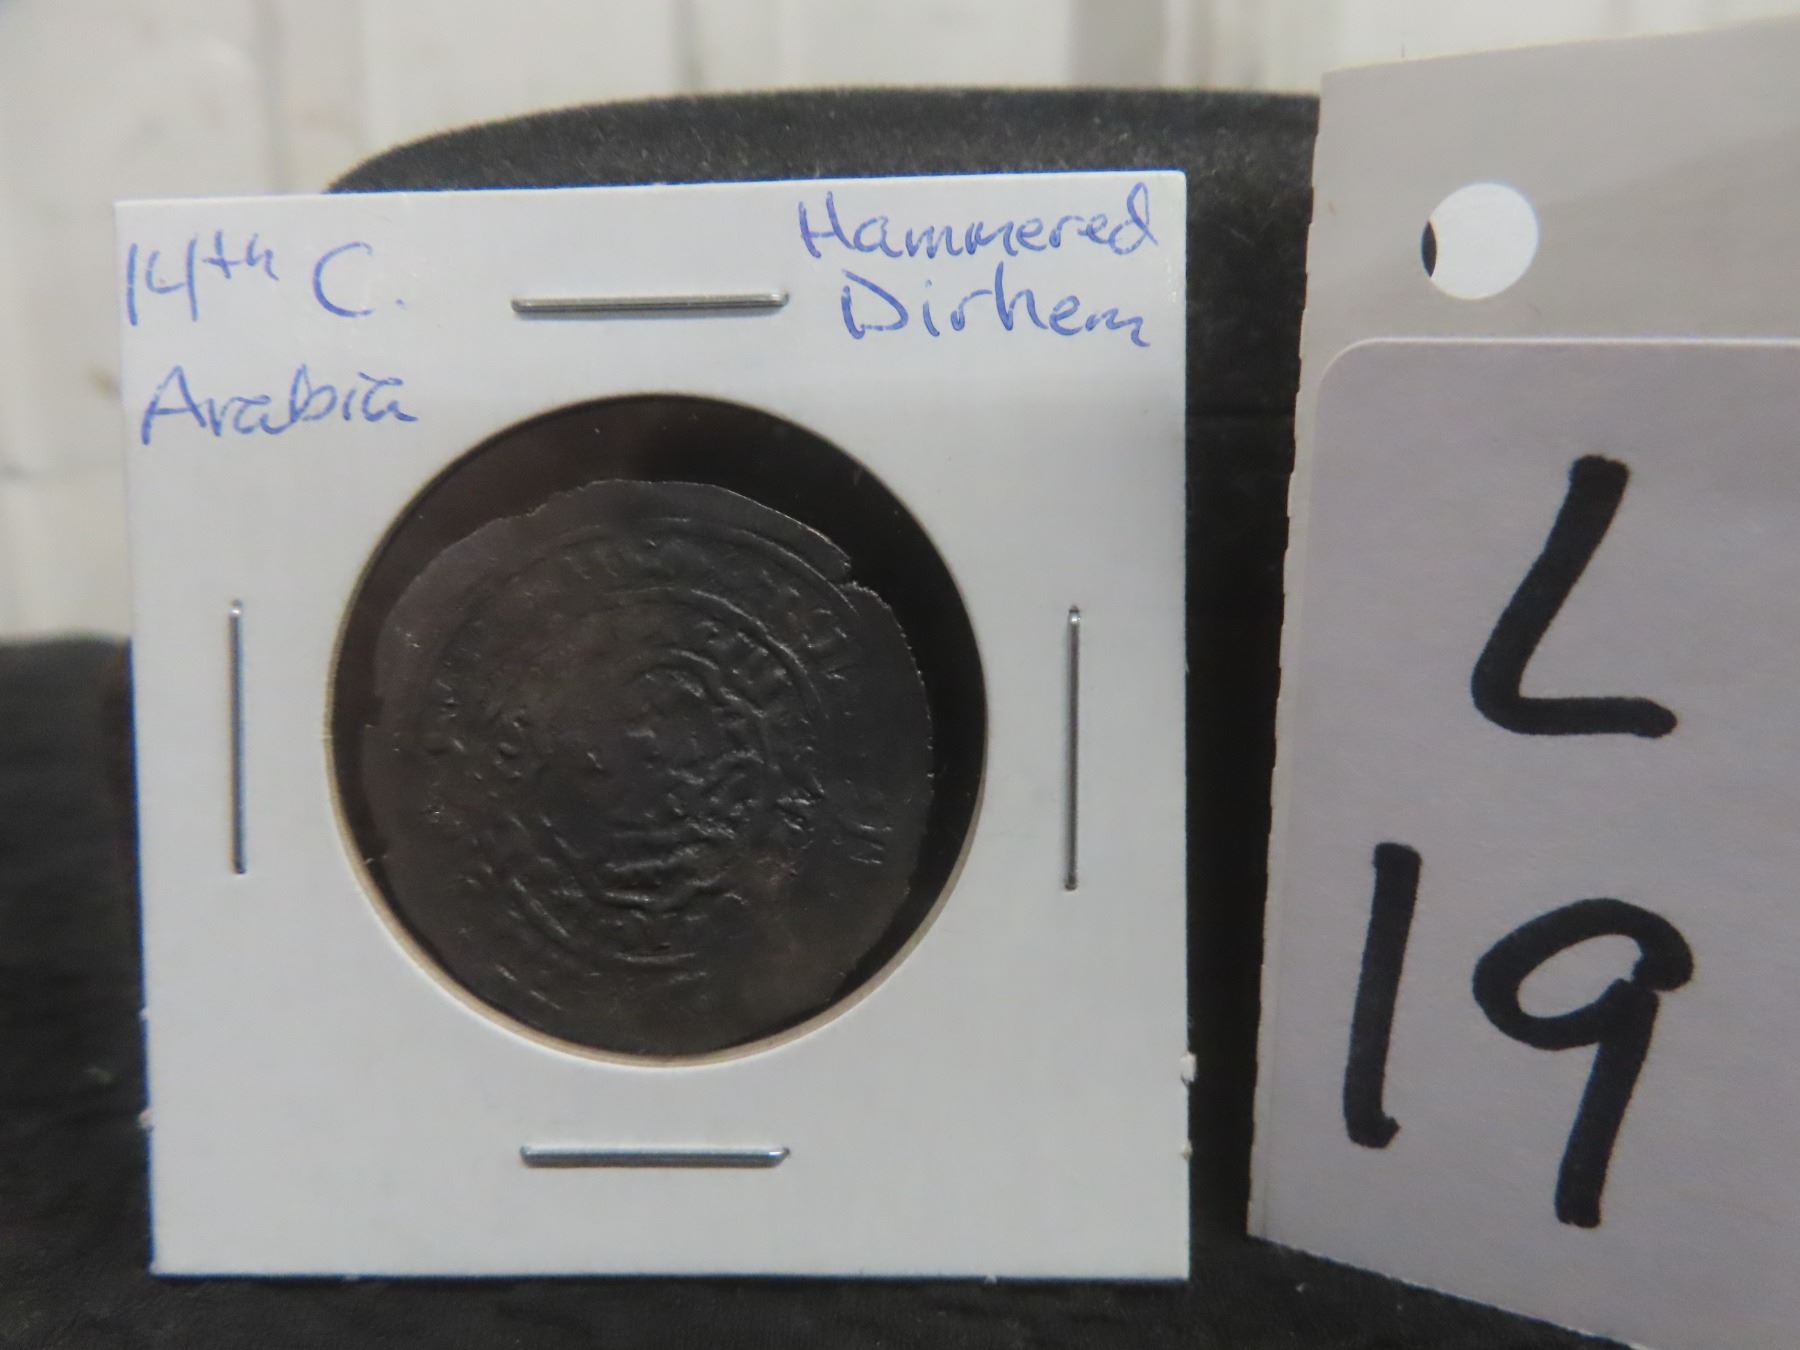 14th C.
Arabia
Hammered
Dirhem
L
19